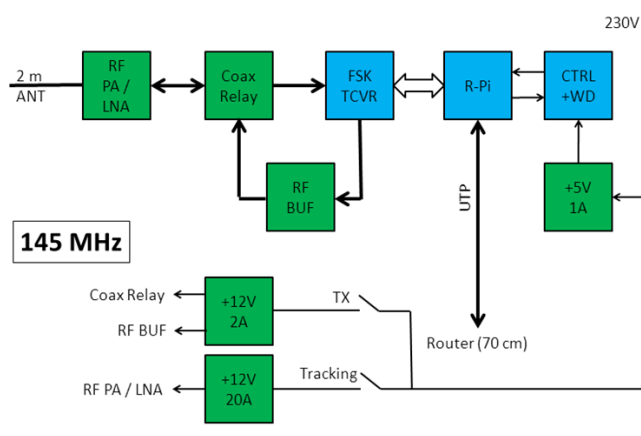 230V
2 m
ANT
RF
PA /
LNA
Coax
Relay
FSK
TCVR
R-Pi
CTRL
+WD
RF
BUF
UTP
+5V
1A
145 MHz
Coax Relay
+12V
2A
TX
RF BUF
Router (70 cm)
RF PA / LNA
+12V
20A
Tracking